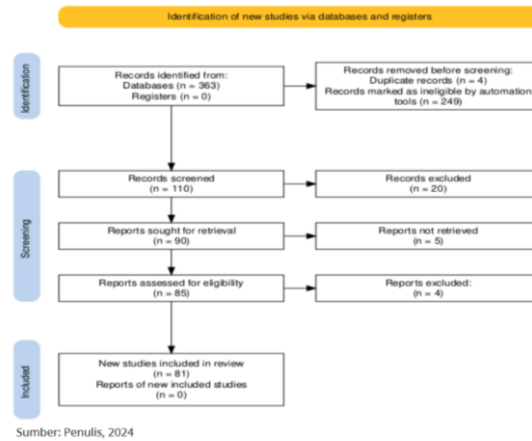 Identification of new studies via databases and registers
Identification
Records identified from:
Databases (n = 363)
Registers (n = 0)
Records removed before screening:
Duplicate records (n = 4)
Records marked as ineligible by automation
tools (n = 249)
Screening
Records screened
(n = 110)
Records excluded
(n = 20)
Reports sought for retrieval
(n = 90)
Reports not retrieved
(n = 5)
Reports assessed for eligibility
(n = 85)
Reports excluded:
(n = 4)
Included
New studies included in review
(n = 81)
Reports of new included studies
(n = 0)
Sumber: Penulis, 2024